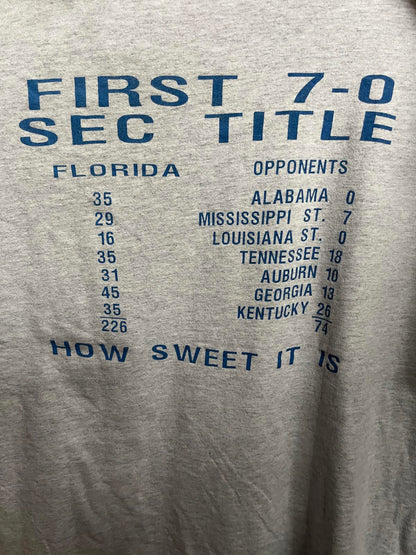 FIRST 7-0
SEC TITLE
FLORIDA OPPONENTS
35 ALABAMA 0
29 MISSISSIPPI ST. 7
16 LOUISIANA ST. 0
35 TENNESSEE 18
31 AUBURN 10
45 GEORGIA 13
35 KENTUCKY 26
226 74
HOW SWEET IT IS